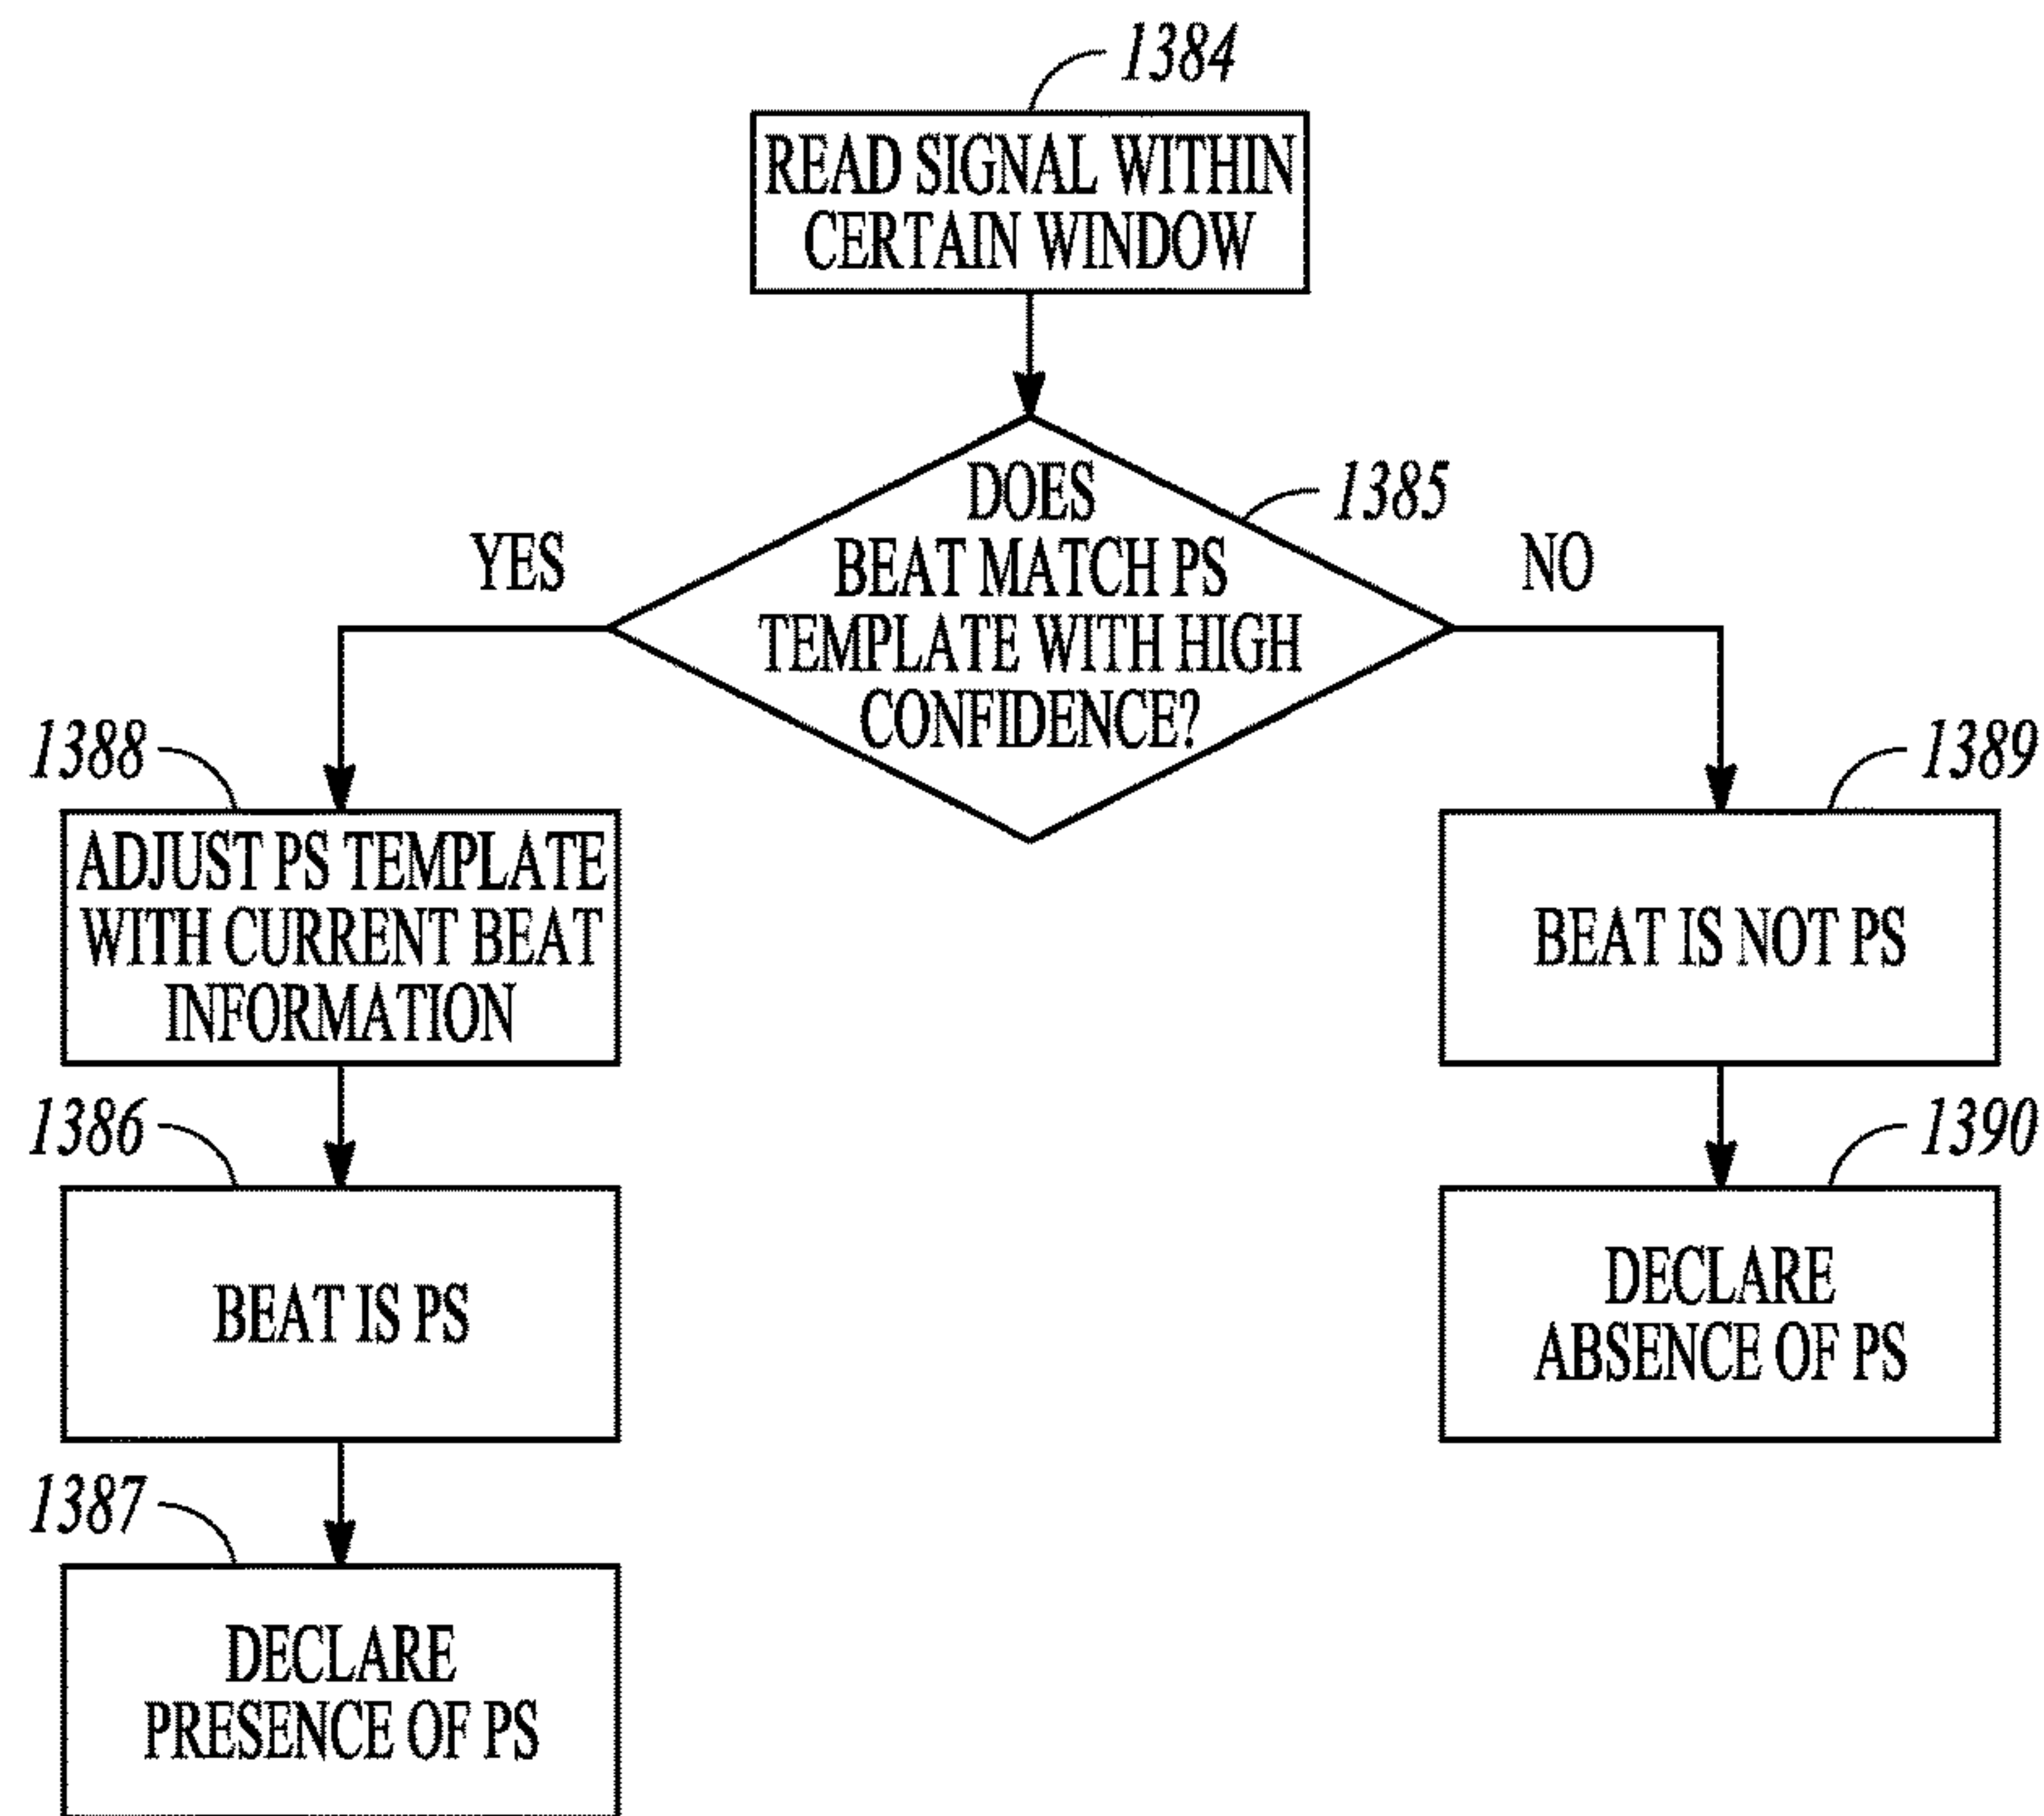 1384
READ SIGNAL WITHIN
CERTAIN WINDOW
1385
DOES
BEAT MATCH PS
TEMPLATE WITH HIGH
CONFIDENCE?
YES
NO
1388
ADJUST PS TEMPLATE
WITH CURRENT BEAT
INFORMATION
1389
BEAT IS NOT PS
1386
BEAT IS PS
1390
DECLARE
ABSENCE OF PS
1387
DECLARE
PRESENCE OF PS